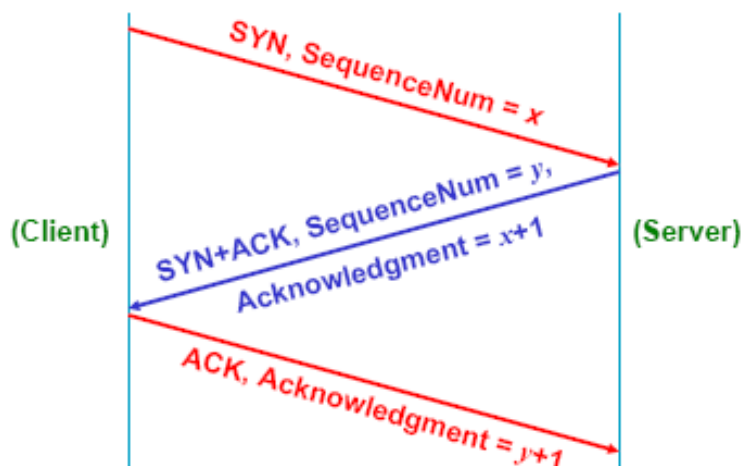 SYN, SequenceNum = x
(Client)
SYN+ACK, SequenceNum = y,
Acknowledgment = x+1
(Server)
ACK, Acknowledgment = y+1